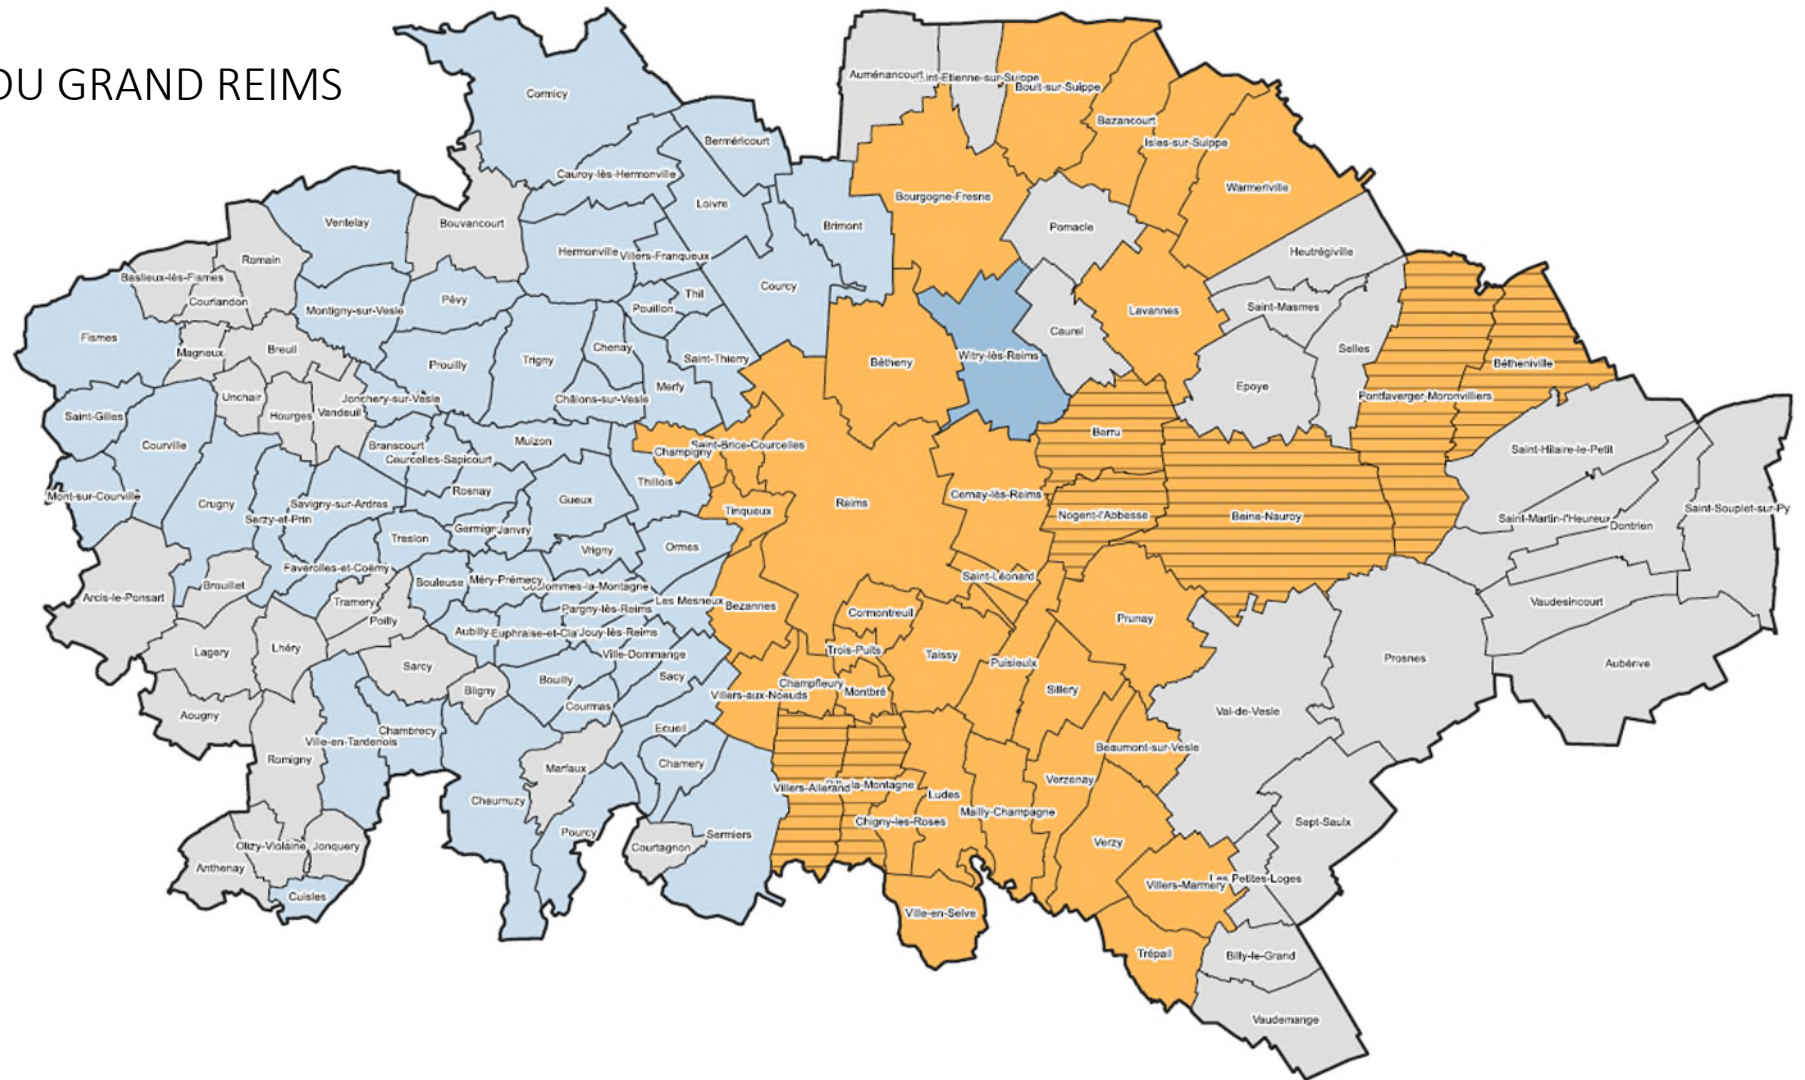 DU GRAND REIMS
Cormicy
Auménancourt
Boult-sur-Suippe
Bazancourt
Isles-sur-Suippe
Warmeriville
Berméricourt
Cauroy-lès-Hermonville
Loivre
Brimont
Bourgogne-Fresne
Pomacle
Heutrégiville
Ventelay
Bouvancourt
Hermonville
Villers-Franqueux
Romain
Baslieux-lès-Fismes
Courlandon
Montigny-sur-Vesle
Pévy
Pouillon
Thil
Courcy
Lavannes
Saint-Masmes
Selles
Fismes
Magneux
Breuil
Prouilly
Trigny
Chenay
Saint-Thierry
Bétheny
Witry-lès-Reims
Caurel
Epoye
Bétheniville
Pontfaverger-Moronvilliers
Unchair
Hourges
Vandeuil
Jonchery-sur-Vesle
Châlons-sur-Vesle
Merfy
Saint-Gilles
Courville
Branscourt
Courcelles-Sapicourt
Muizon
Champigny
Saint-Brice-Courcelles
Berru
Saint-Hilaire-le-Petit
Mont-sur-Courville
Crugny
Serzy-et-Prin
Savigny-sur-Ardres
Rosnay
Gueux
Thillois
Tinqueux
Reims
Cernay-lès-Reims
Nogent-l'Abbesse
Beine-Nauroy
Saint-Martin-l'Heureux
Dontrien
Saint-Souplet-sur-Py
Treslon
Janvry
Vrigny
Ormes
Arcis-le-Ponsart
Brouillet
Faverolles-et-Coëmy
Bouleuse
Méry-Prémecy
Tramery
Poilly
Pargny-lès-Reims
Les Mesneux
Bezannes
Cormontreuil
Saint-Léonard
Prunay
Vaudesincourt
Lagery
Lhéry
Sarcy
Aubilly
Jouy-lès-Reims
Ville-Dommange
Trois-Puits
Taissy
Puisieulx
Sillery
Prosnes
Aubérive
Aougny
Bligny
Bouilly
Courmas
Sacy
Villers-aux-Noeuds
Champfleury
Montbré
Val-de-Vesle
Romigny
Ville-en-Tardenois
Chambrecy
Marfaux
Ecueil
Chamery
Villers-Allerand
Ludes
Mailly-Champagne
Verzenay
Beaumont-sur-Vesle
Chaumuzy
Pourcy
Courtagnon
Sermiers
Chigny-les-Roses
Verzy
Sept-Saulx
Anthenay
Olizy-Violaine
Jonquery
Cuisles
Ville-en-Selve
Villers-Marmery
Trépail
Billy-le-Grand
Vaudemange